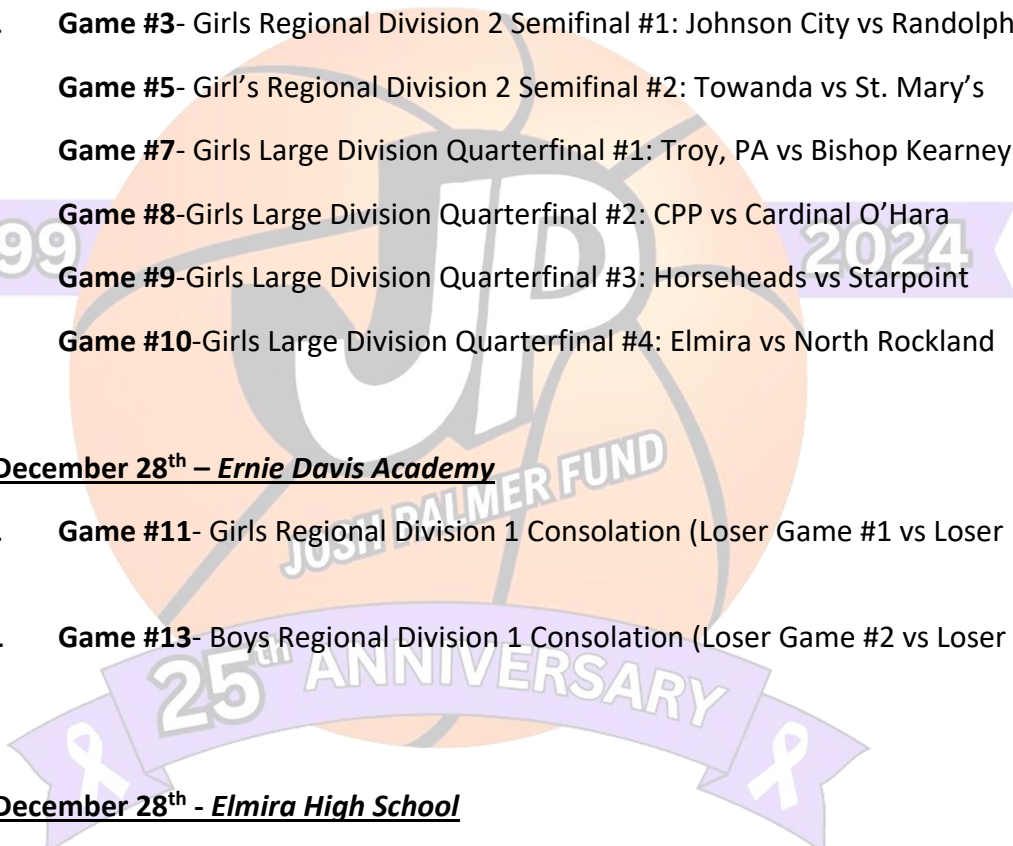 . Game #3- Girls Regional Division 2 Semifinal #1: Johnson City vs Randolph
Game #5- Girl’s Regional Division 2 Semifinal #2: Towanda vs St. Mary’s
Game #7- Girls Large Division Quarterfinal #1: Troy, PA vs Bishop Kearney
Game #8-Girls Large Division Quarterfinal #2: CPP vs Cardinal O’Hara
99 2024
Game #9-Girls Large Division Quarterfinal #3: Horseheads vs Starpoint
Game #10-Girls Large Division Quarterfinal #4: Elmira vs North Rockland
JP
December 28th – Ernie Davis Academy
JOSH PALMER FUND
. Game #11- Girls Regional Division 1 Consolation (Loser Game #1 vs Loser
. Game #13- Boys Regional Division 1 Consolation (Loser Game #2 vs Loser
25th ANNIVERSARY
December 28th - Elmira High School